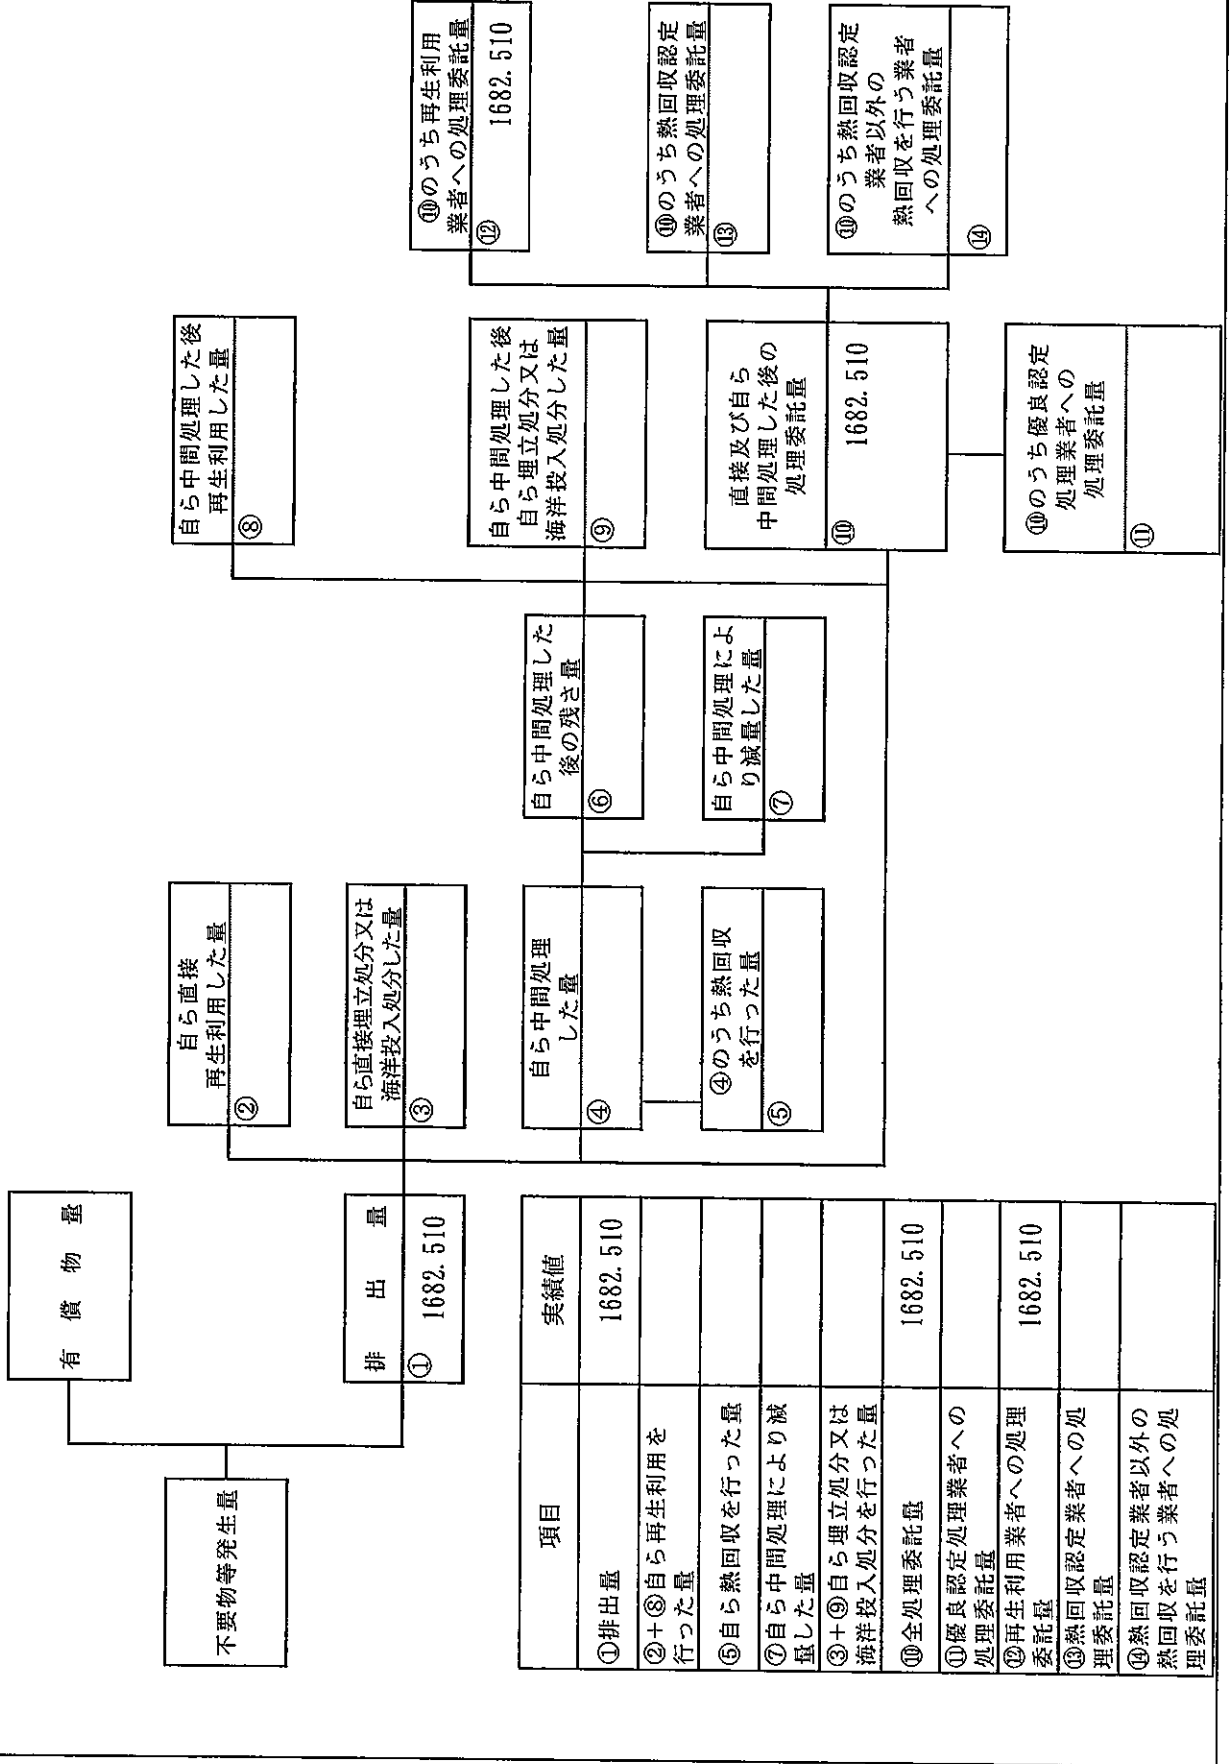 不要物等発生量
有償物量
排出量
① 1682.510
自ら直接
再生利用した量
②
自ら直接埋立処分又は
海洋投入処分した量
③
自ら中間処理
した量
④
④のうち熱回収
を行った量
⑤
自ら中間処理した
後の残さ量
⑥
自ら中間処理によ
り減量した量
⑦
自ら中間処理した後
再生利用した量
⑧
自ら中間処理した後
自ら埋立処分又は
海洋投入処分した量
⑨
直接及び自ら
中間処理した後の
処理委託量
⑩ 1682.510
⑩のうち優良認定
処理業者への
処理委託量
⑪
⑩のうち再生利用
業者への処理委託量
⑫ 1682.510
⑩のうち熱回収認定
業者への処理委託量
⑬
⑩のうち熱回収認定
業者以外の
熱回収を行う業者
への処理委託量
⑭
項目 実績値
①排出量 1682.510
②+⑧自ら再生利用を
行った量
⑤自ら熱回収を行った量
⑦自ら中間処理により減
量した量
③+⑨自ら埋立処分又は
海洋投入処分を行った量
⑩全処理委託量 1682.510
⑪優良認定処理業者への
処理委託量
⑫再生利用業者への処理
委託量 1682.510
⑬熱回収認定業者への処
理委託量
⑭熱回収認定業者以外の
熱回収を行う業者への処
理委託量